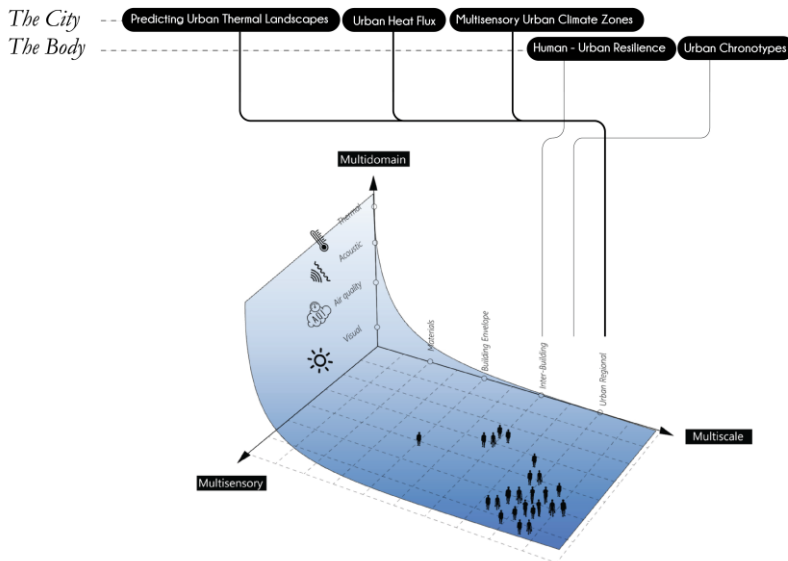 The City
Predicting Urban Thermal Landscapes
Urban Heat Flux
Multisensory Urban Climate Zones
The Body
Human - Urban Resilience
Urban Chronotypes
Multidomain
Thermal
Acoustic
Air quality
Visual
AQI
Materials
Building Envelope
Inter-Building
Urban Regional
Multiscale
Multisensory